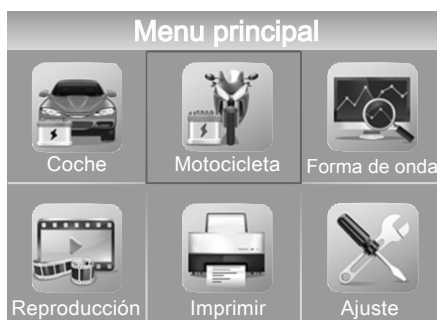 Menu principal
Coche Motocicleta Forma de onda
Reproducción Imprimir Ajuste